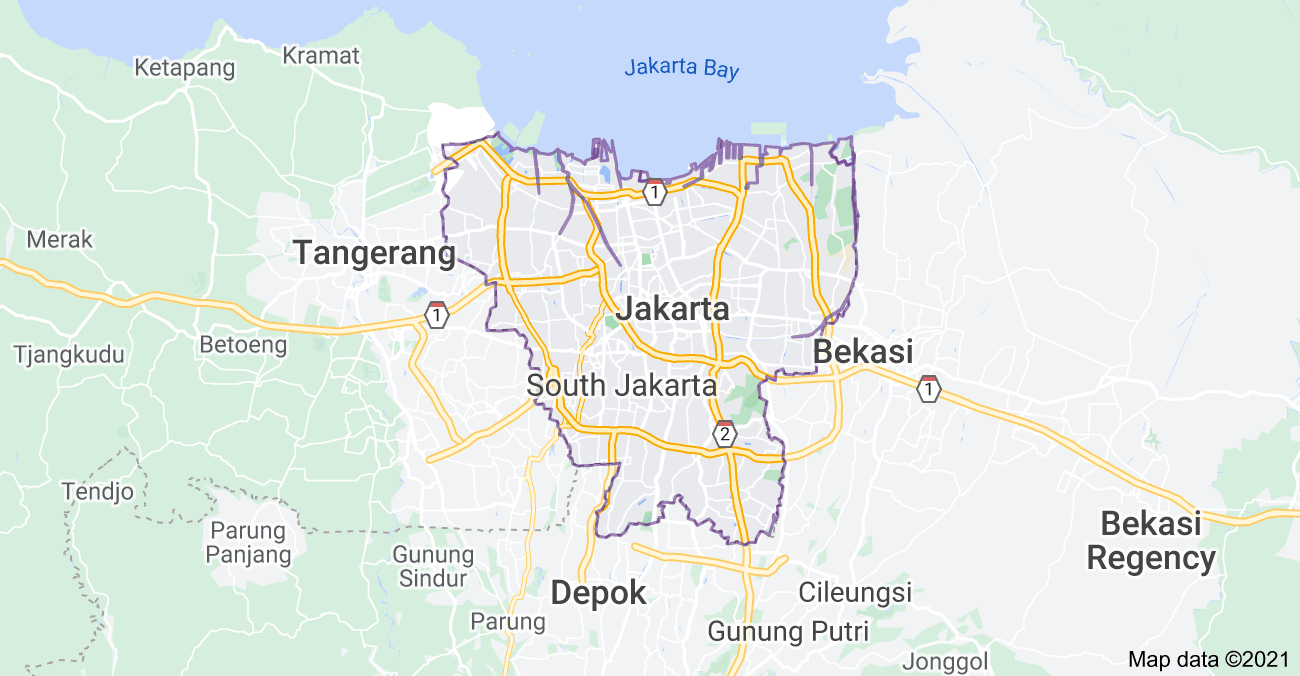 Kramat
Ketapang
Jakarta Bay
1
Merak
Tangerang
1
Jakarta
Tjangkudu
Betoeng
Bekasi
South Jakarta
1
2
Tendjo
Parung
Panjang
Bekasi
Regency
Gunung
Sindur
Depok
Cileungsi
Parung
Gunung Putri
Jonggol
Map data ©2021